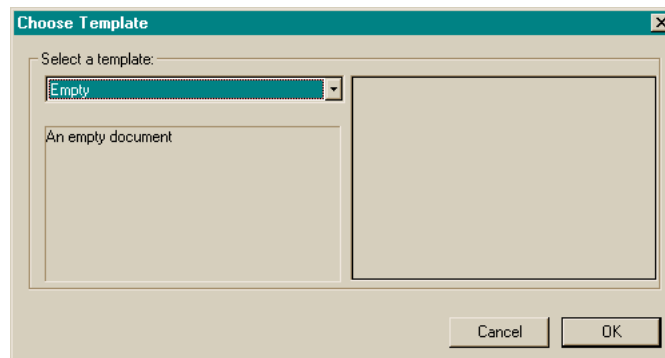 Choose Template
Select a template:
Empty
An empty document
Cancel
OK